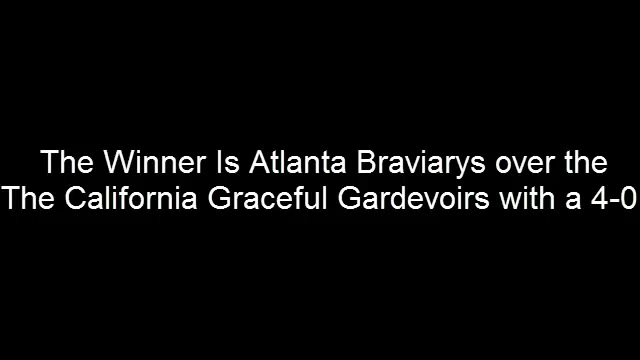 The Winner Is Atlanta Braviarys over the
The California Graceful Gardevoirs with a 4-0